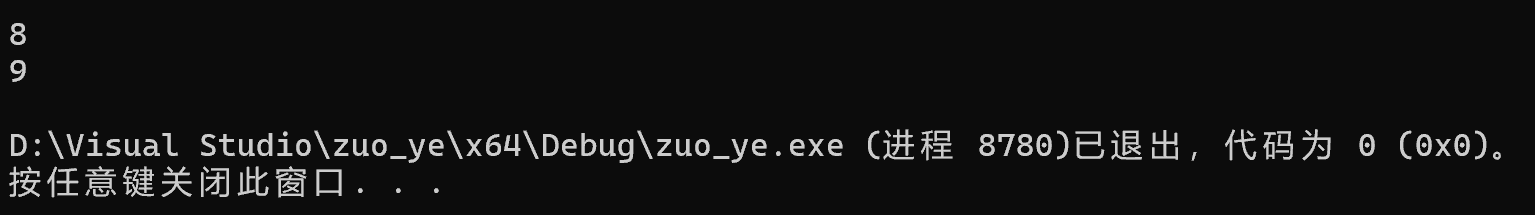 8
9
D:\Visual Studio\zuo_ye\x64\Debug\zuo_ye.exe (进程 8780)已退出，代码为 0 (0x0)。
按任意键关闭此窗口. . .